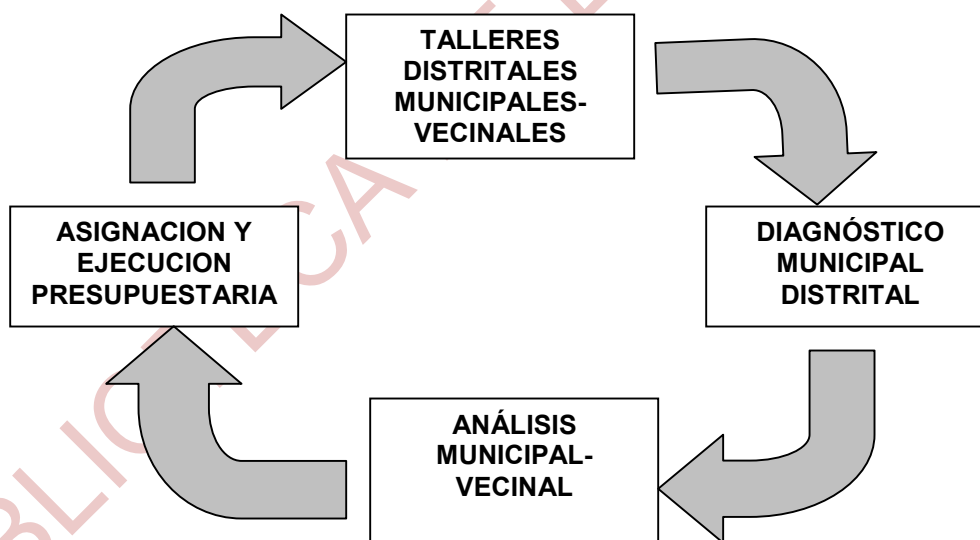 TALLERES
DISTRITALES
MUNICIPALES-
VECINALES
ASIGNACION Y
EJECUCION
PRESUPUESTARIA
DIAGNÓSTICO
MUNICIPAL
DISTRITAL
ANÁLISIS
MUNICIPAL-
VECINAL